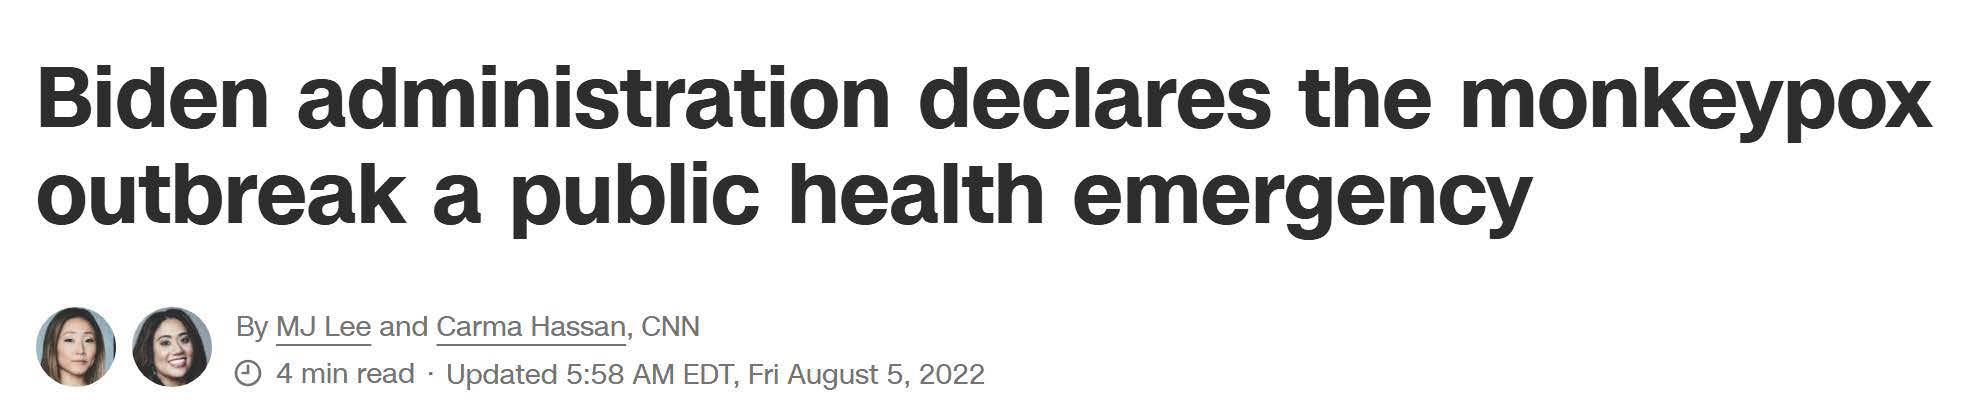 Biden administration declares the monkeypox
outbreak a public health emergency
By MJ Lee and Carma Hassan, CNN
4 min read · Updated 5:58 AM EDT, Fri August 5, 2022